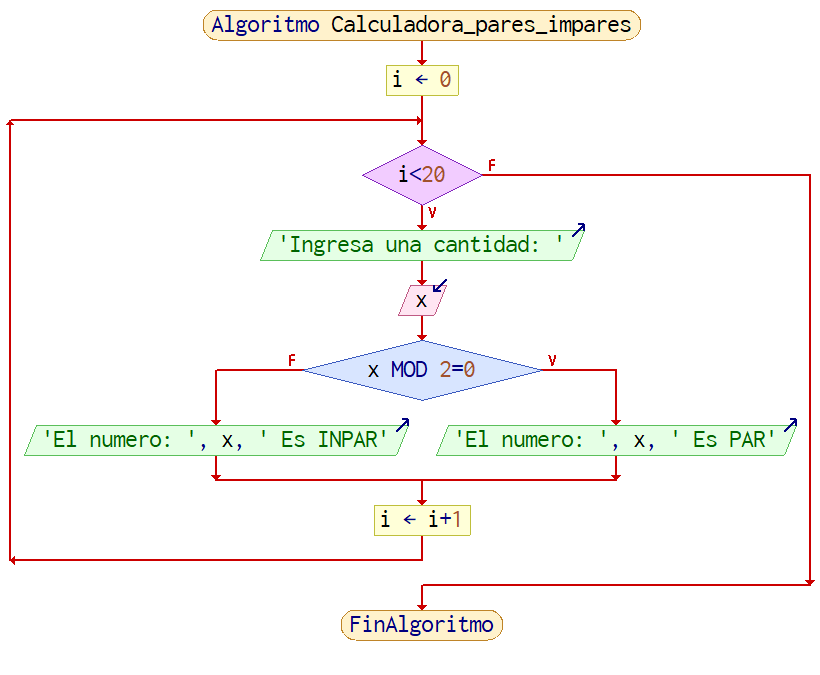 Algoritmo Calculadora_pares_impares
i ← 0
i<20
F
V
'Ingresa una cantidad: '
x
x MOD 2=0
F
V
'El numero: ', x, ' Es INPAR'
'El numero: ', x, ' Es PAR'
i ← i+1
FinAlgoritmo